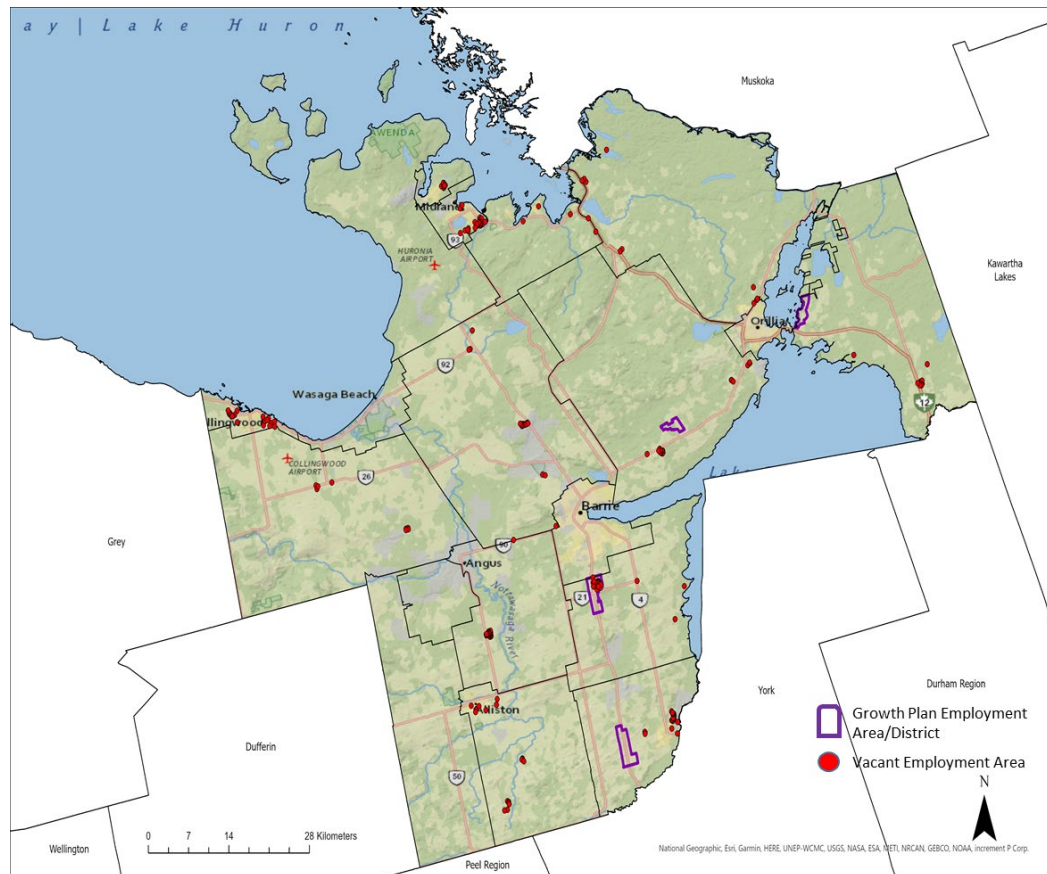 ay | Lake Huron
Muskoka
AWENDA
Midland
93
HURONIA
AIRPORT
Kawartha
Lakes
Orillia
92
Wasaga Beach
12
llingwood
COLLINGWOOD
AIRPORT
26
Lake
Barrie
Grey
90
Angus
21
4
Nottawasaga River
York
Durham Region
Growth Plan Employment
Area/District
Alliston
Vacant Employment Area
Dufferin
50
N
0 7 14 28 Kilometers
Wellington
Peel Region
National Geographic, Esri, Garmin, HERE, UNEP-WCMC, USGS, NASA, ESA, METI, NRCAN, GEBCO, NOAA, increment P Corp.